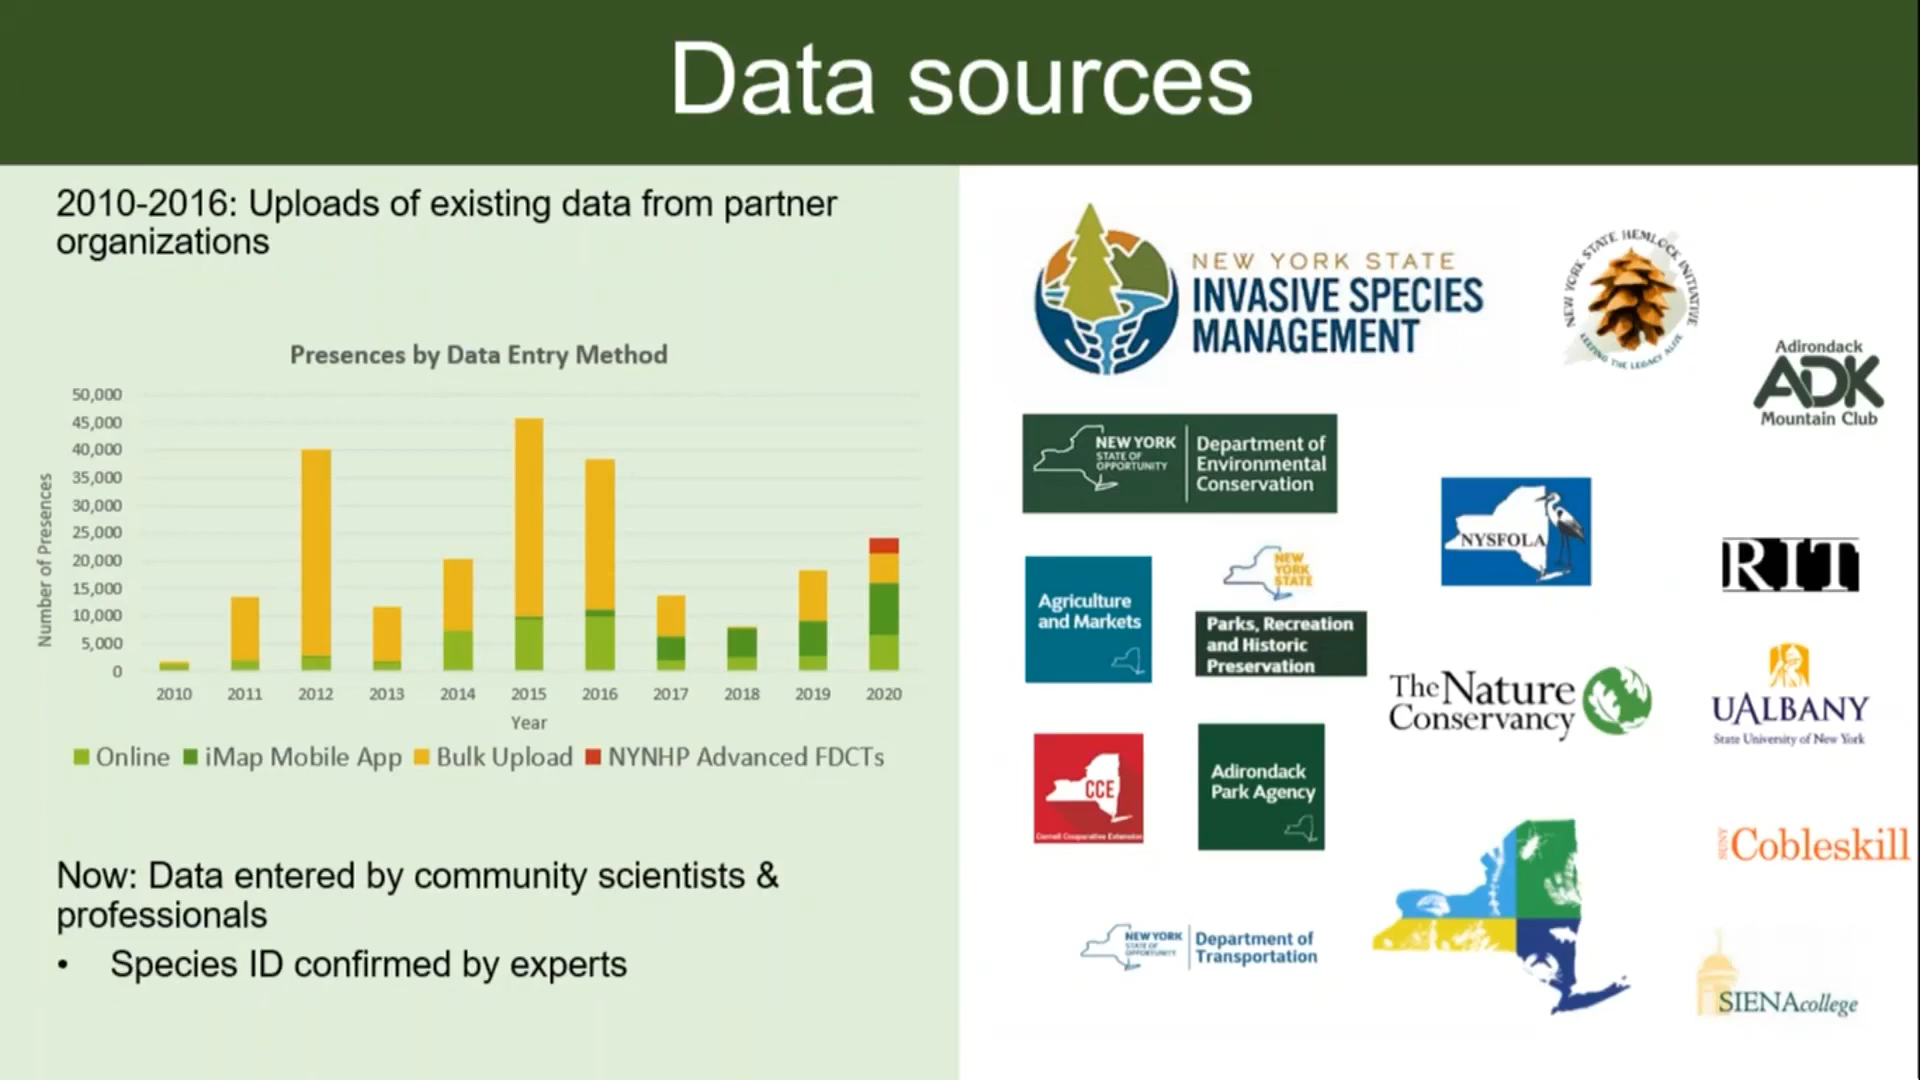 Data sources
2010-2016: Uploads of existing data from partner
organizations
Presences by Data Entry Method
Number of Presences
50,000
45,000
40,000
35,000
30,000
25,000
20,000
15,000
10,000
5,000
0
2010 2011 2012 2013 2014 2015 2016 2017 2018 2019 2020
Year
Online iMap Mobile App Bulk Upload NYNHP Advanced FDCTs
Now: Data entered by community scientists &
professionals
• Species ID confirmed by experts
NEW YORK STATE
INVASIVE SPECIES
MANAGEMENT
NEW YORK STATE HEMLOCK INITIATIVE
KEEPING THE LEGACY ALIVE
Adirondack
ADK
Mountain Club
NEW YORK
STATE OF
OPPORTUNITY
Department of
Environmental
Conservation
NYSFOLA
RIT
Agriculture
and Markets
NEW
YORK
STATE
Parks, Recreation
and Historic
Preservation
The Nature
Conservancy
UALBANY
State University of New York
CCE
Cornell Cooperative Extension
Adirondack
Park Agency
SUNY Cobleskill
NEW YORK
STATE OF
OPPORTUNITY
Department of
Transportation
SIENAcollege